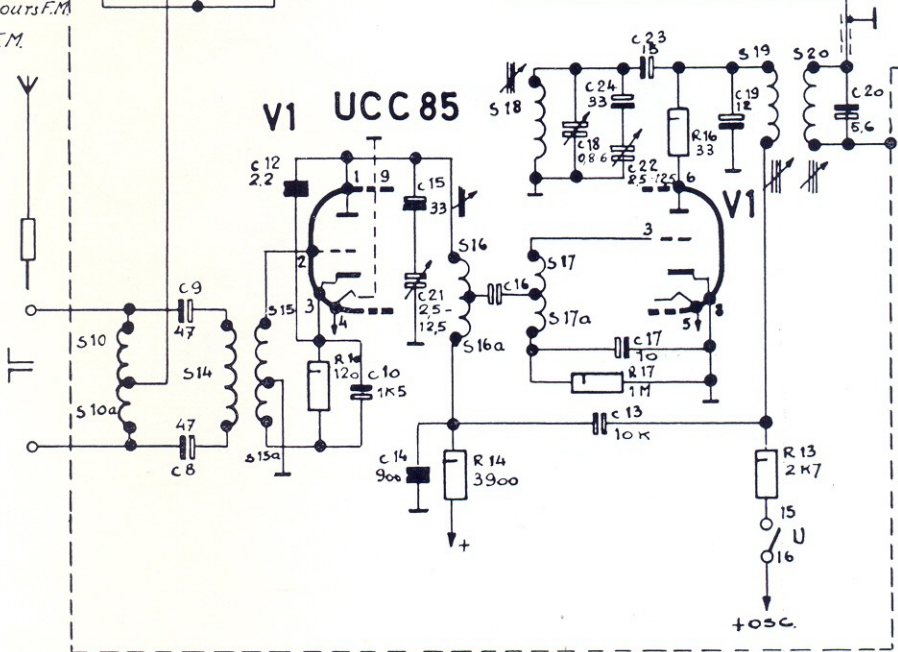 oursF.M.
F.M.
V1 UCC85
C23
15
S19
S20
S18
C24
33
C18
0,8-6
C22
2,5-12,5
R16
33
C19
12
C20
5,6
C12
2,2
1 9
C15
33
6
V1
2
3
4
S16
S17
3
C16
C21
2,5-
12,5
S17a
5
8
C9
47
S15
S10
S14
S16a
C17
10
R17
1M
120
C10
1K5
S10a
47
C8
S15a
C13
10K
C14
900
R14
3900
R13
2K7
+
15
U
16
+OSC.